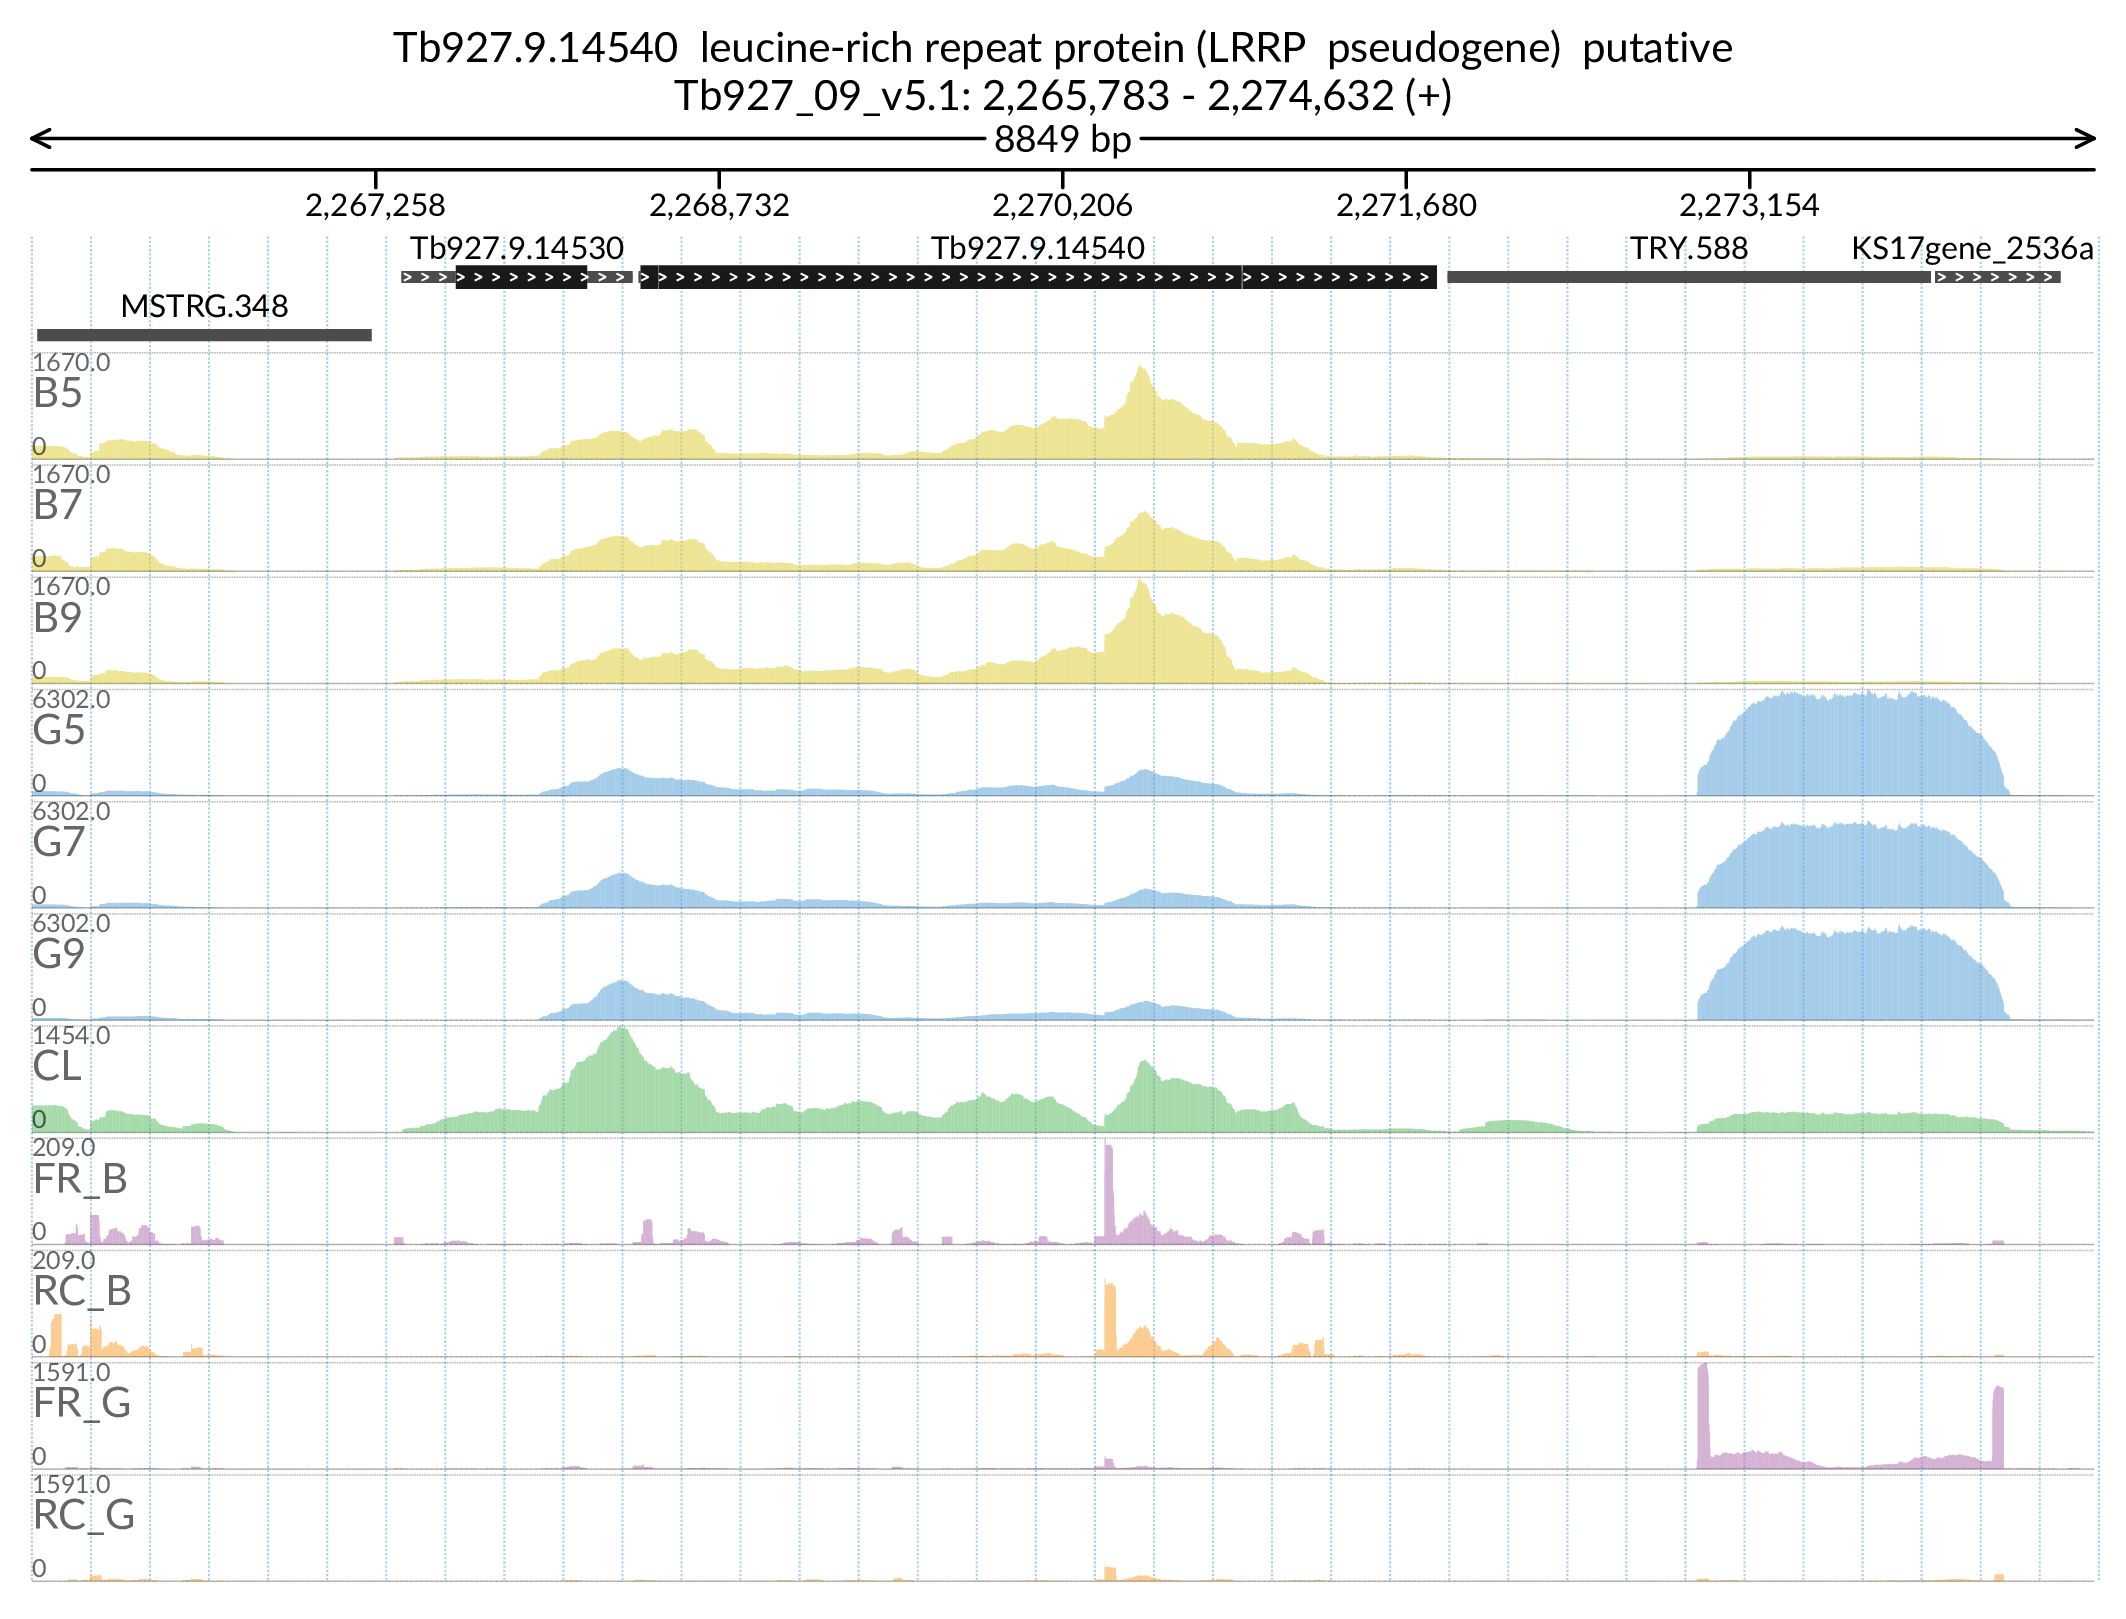 Tb927.9.14540 leucine-rich repeat protein (LRRP pseudogene) putative
Tb927_09_v5.1: 2,265,783 - 2,274,632 (+)
8849 bp
2,267,258 2,268,732 2,270,206 2,271,680 2,273,154
Tb927.9.14530 Tb927.9.14540 TRY.588 KS17gene_2536a
MSTRG.348
1670.0
B5
0
1670.0
B7
0
1670.0
B9
0
6302.0
G5
0
6302.0
G7
0
6302.0
G9
0
1454.0
CL
0
209.0
FR_B
0
209.0
RC_B
0
1591.0
FR_G
0
1591.0
RC_G
0